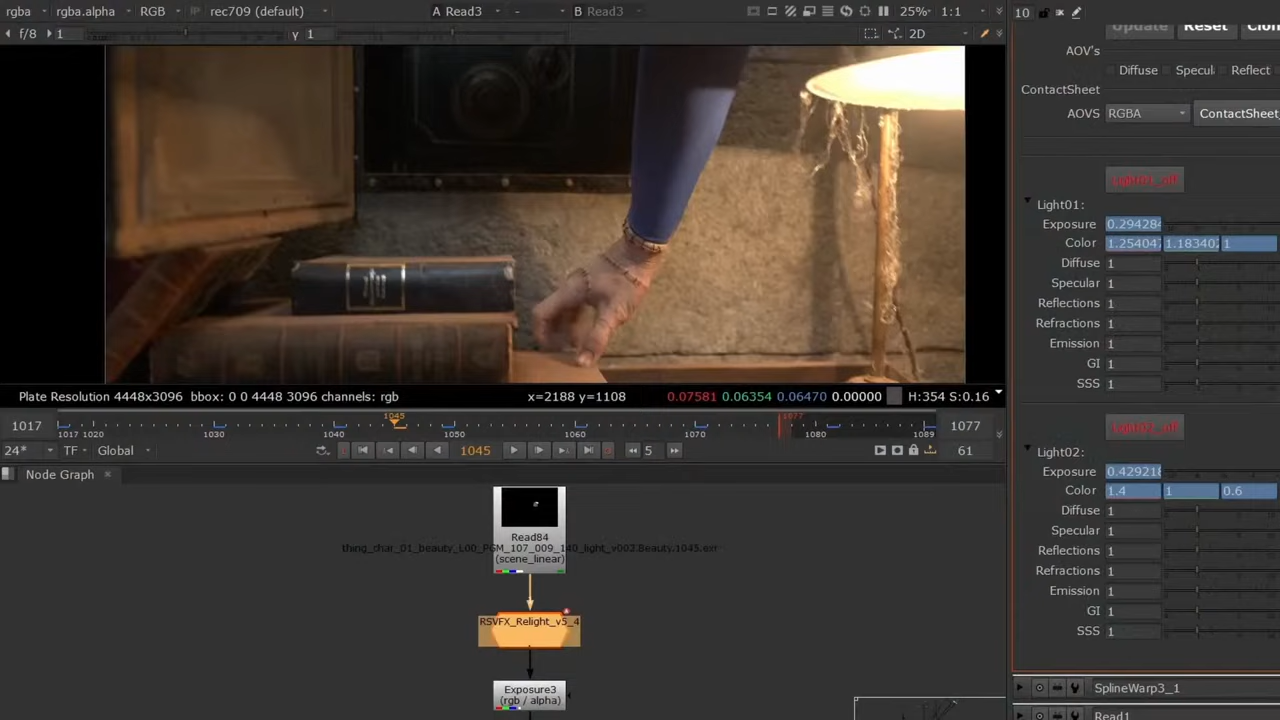 rgba rgba.alpha RGB IP rec709 (default) A Read3 - B Read3 25% 1:1
f/8 1 Y 1 2D
10
Update Reset Clon
AOV's
Diffuse Specul Reflect
ContactSheet
AOVS RGBA ContactSheet
Light01_off
Light01:
Exposure 0.294284
Color 1.254047 1.183402 1
Diffuse 1
Specular 1
Reflections 1
Refractions 1
Emission 1
GI 1
SSS 1
Light02_off
Light02:
Exposure 0.429218
Color 1.4 1 0.6
Diffuse 1
Specular 1
Reflections 1
Refractions 1
Emission 1
GI 1
SSS 1
SplineWarp3_1
Read1
Plate Resolution 4448x3096 bbox: 0 0 4448 3096 channels: rgb x=2188 y=1108 0.07581 0.06354 0.06470 0.00000 H:354 S:0.16
1017 1045 1077 1077
1017 1020 1030 1040 1050 1060 1070 1080 1089
24* TF Global 1045 5 61
Node Graph
Read84
thing_char_01_beauty_L00_PGM_107_009_140_light_v002.Beauty.1045.exr
(scene_linear)
RSVFX_Relight_v5_4
Exposure3
(rgb / alpha)